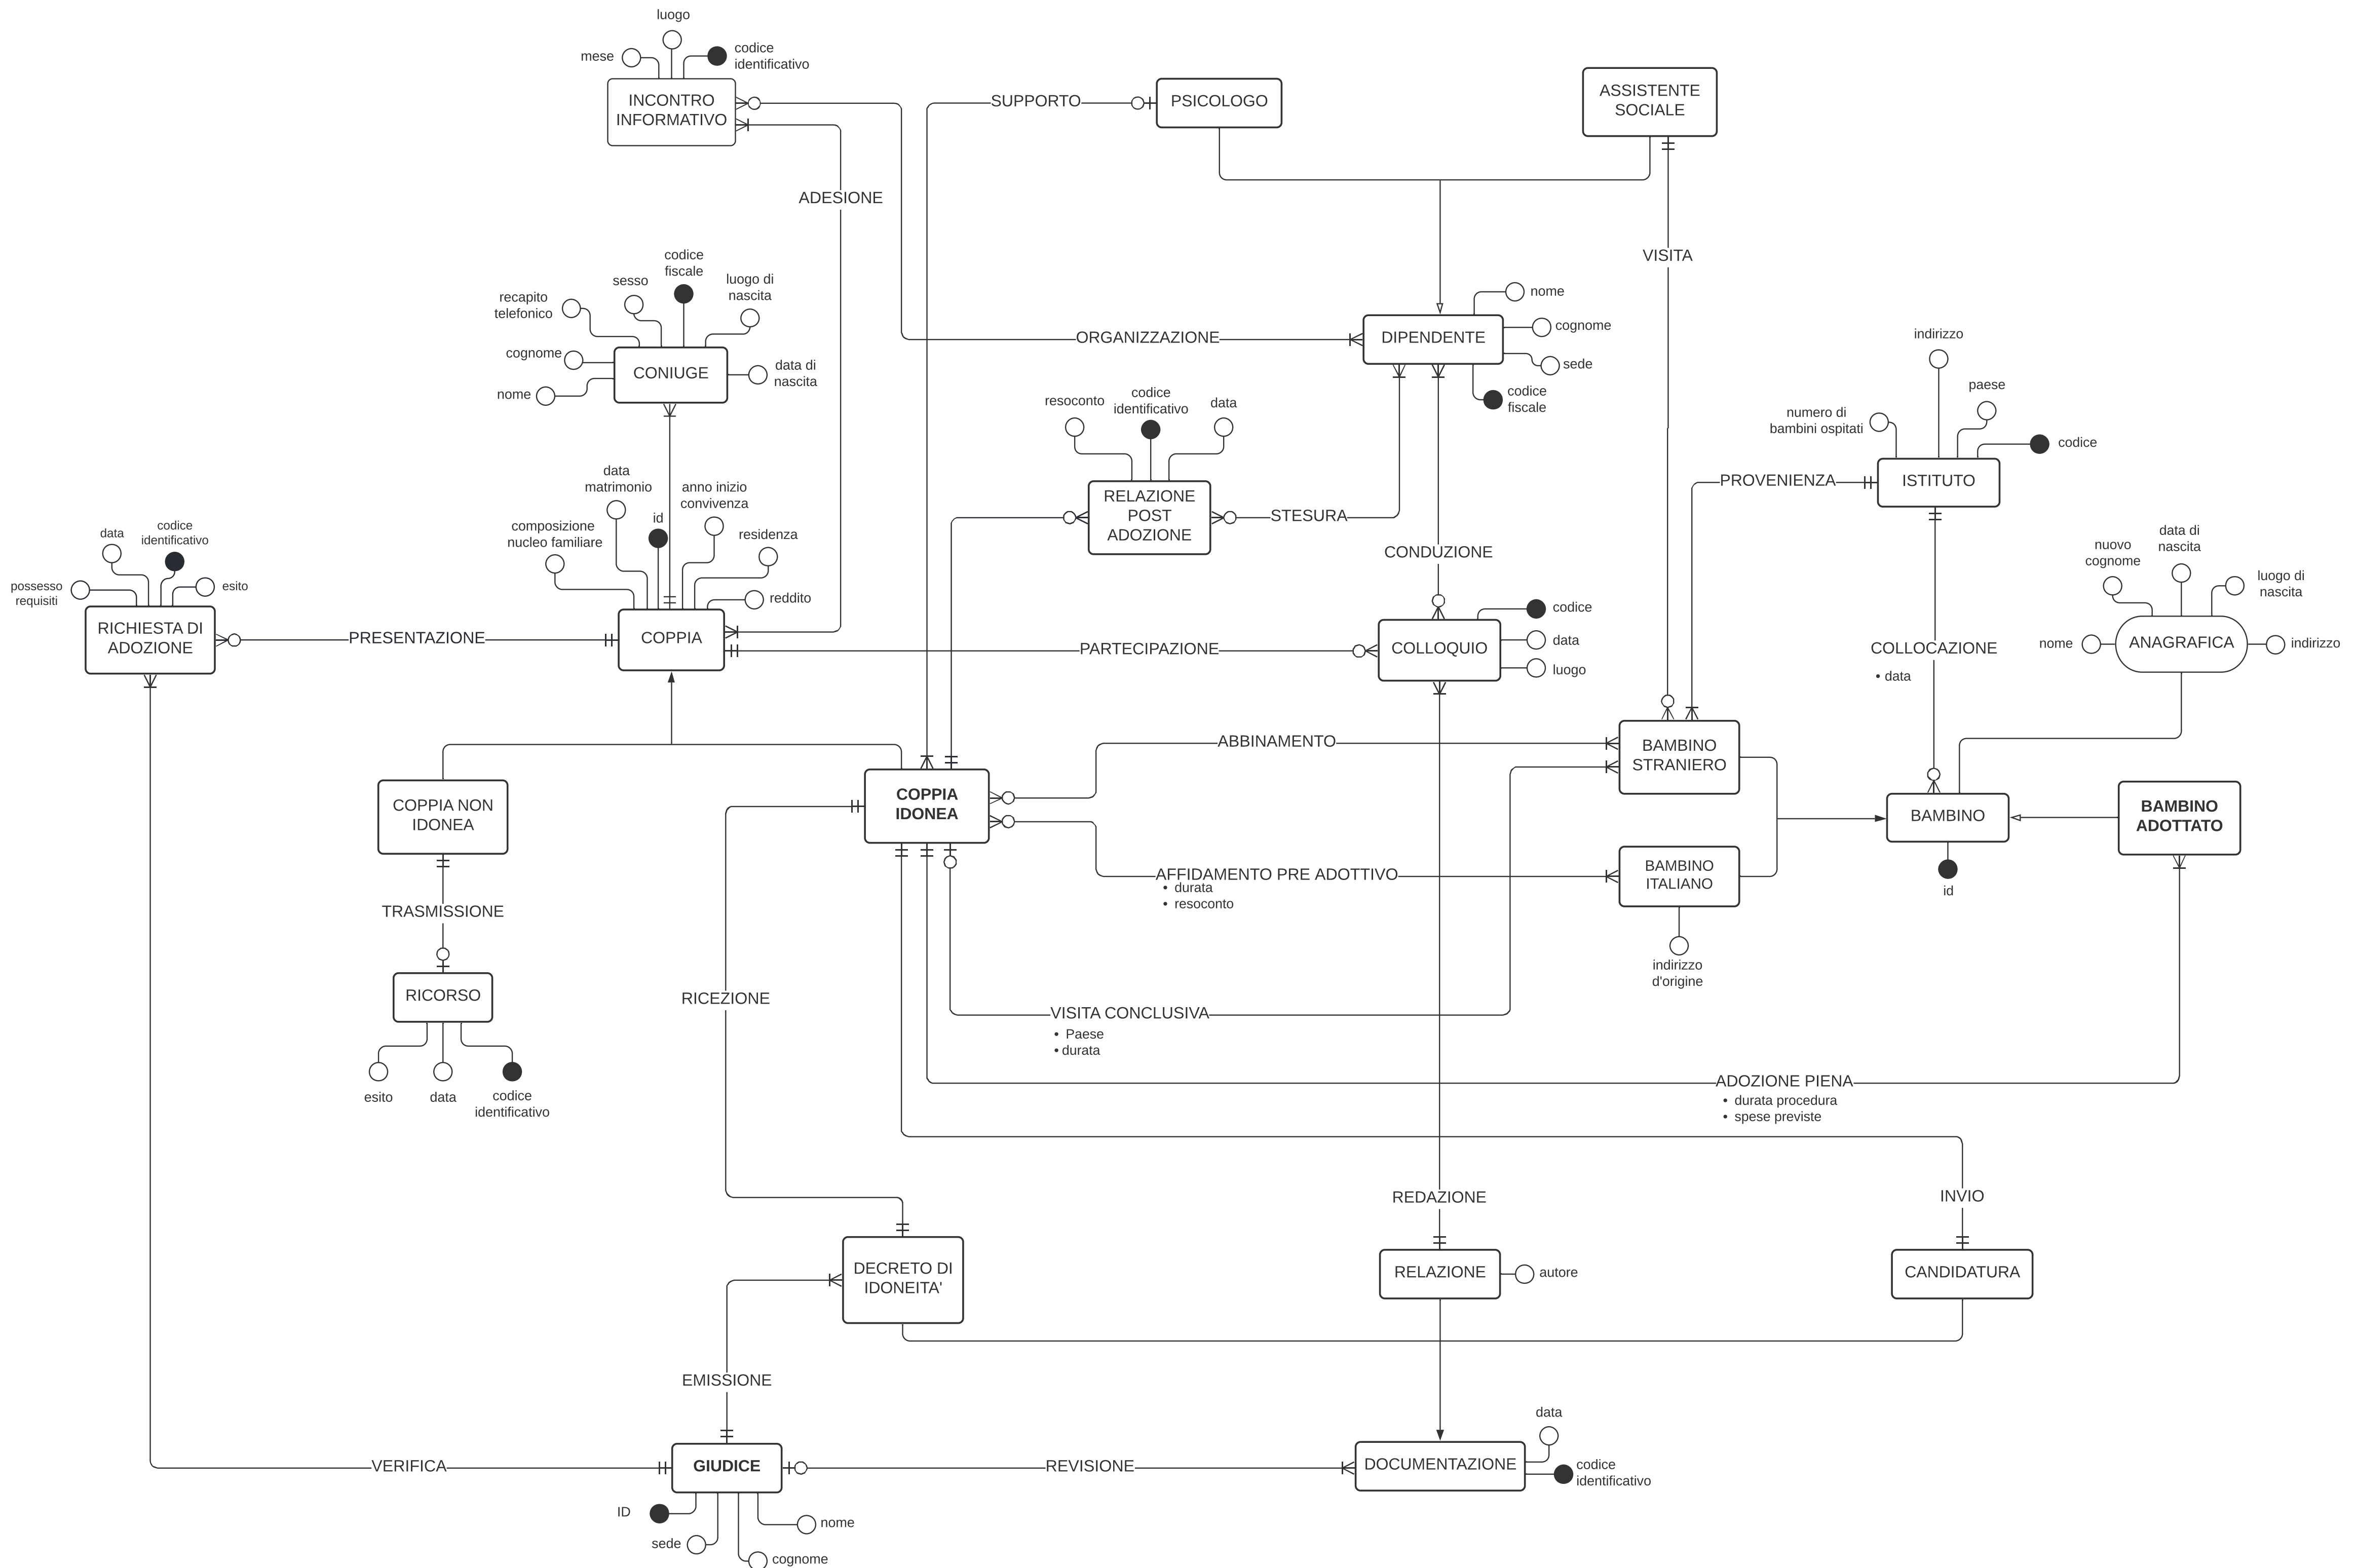 luogo
mese
codice
identificativo
INCONTRO
INFORMATIVO
SUPPORTO
PSICOLOGO
ASSISTENTE
SOCIALE
ADESIONE
VISITA
codice
fiscale
sesso
luogo di
nascita
recapito
telefonico
cognome
nome
CONIUGE
data di
nascita
ORGANIZZAZIONE
DIPENDENTE
nome
cognome
sede
codice
fiscale
indirizzo
paese
numero di
bambini ospitati
codice
ISTITUTO
PROVENIENZA
resoconto
codice
identificativo
data
RELAZIONE
POST
ADOZIONE
STESURA
CONDUZIONE
data
matrimonio
anno inizio
convivenza
id
composizione
nucleo familiare
residenza
reddito
COPPIA
data
codice
identificativo
possesso
requisiti
esito
RICHIESTA DI
ADOZIONE
PRESENTAZIONE
PARTECIPAZIONE
COLLOQUIO
codice
data
luogo
COLLOCAZIONE
• data
data di
nascita
nuovo
cognome
luogo di
nascita
nome
ANAGRAFICA
indirizzo
ABBINAMENTO
BAMBINO
STRANIERO
COPPIA NON
IDONEA
COPPIA
IDONEA
BAMBINO
BAMBINO
ADOTTATO
id
AFFIDAMENTO PRE ADOTTIVO
• durata
• resoconto
BAMBINO
ITALIANO
indirizzo
d'origine
TRASMISSIONE
RICORSO
esito
data
codice
identificativo
RICEZIONE
VISITA CONCLUSIVA
• Paese
• durata
ADOZIONE PIENA
• durata procedura
• spese previste
REDAZIONE
INVIO
DECRETO DI
IDONEITA'
RELAZIONE
autore
CANDIDATURA
EMISSIONE
VERIFICA
GIUDICE
REVISIONE
DOCUMENTAZIONE
data
codice
identificativo
ID
sede
nome
cognome